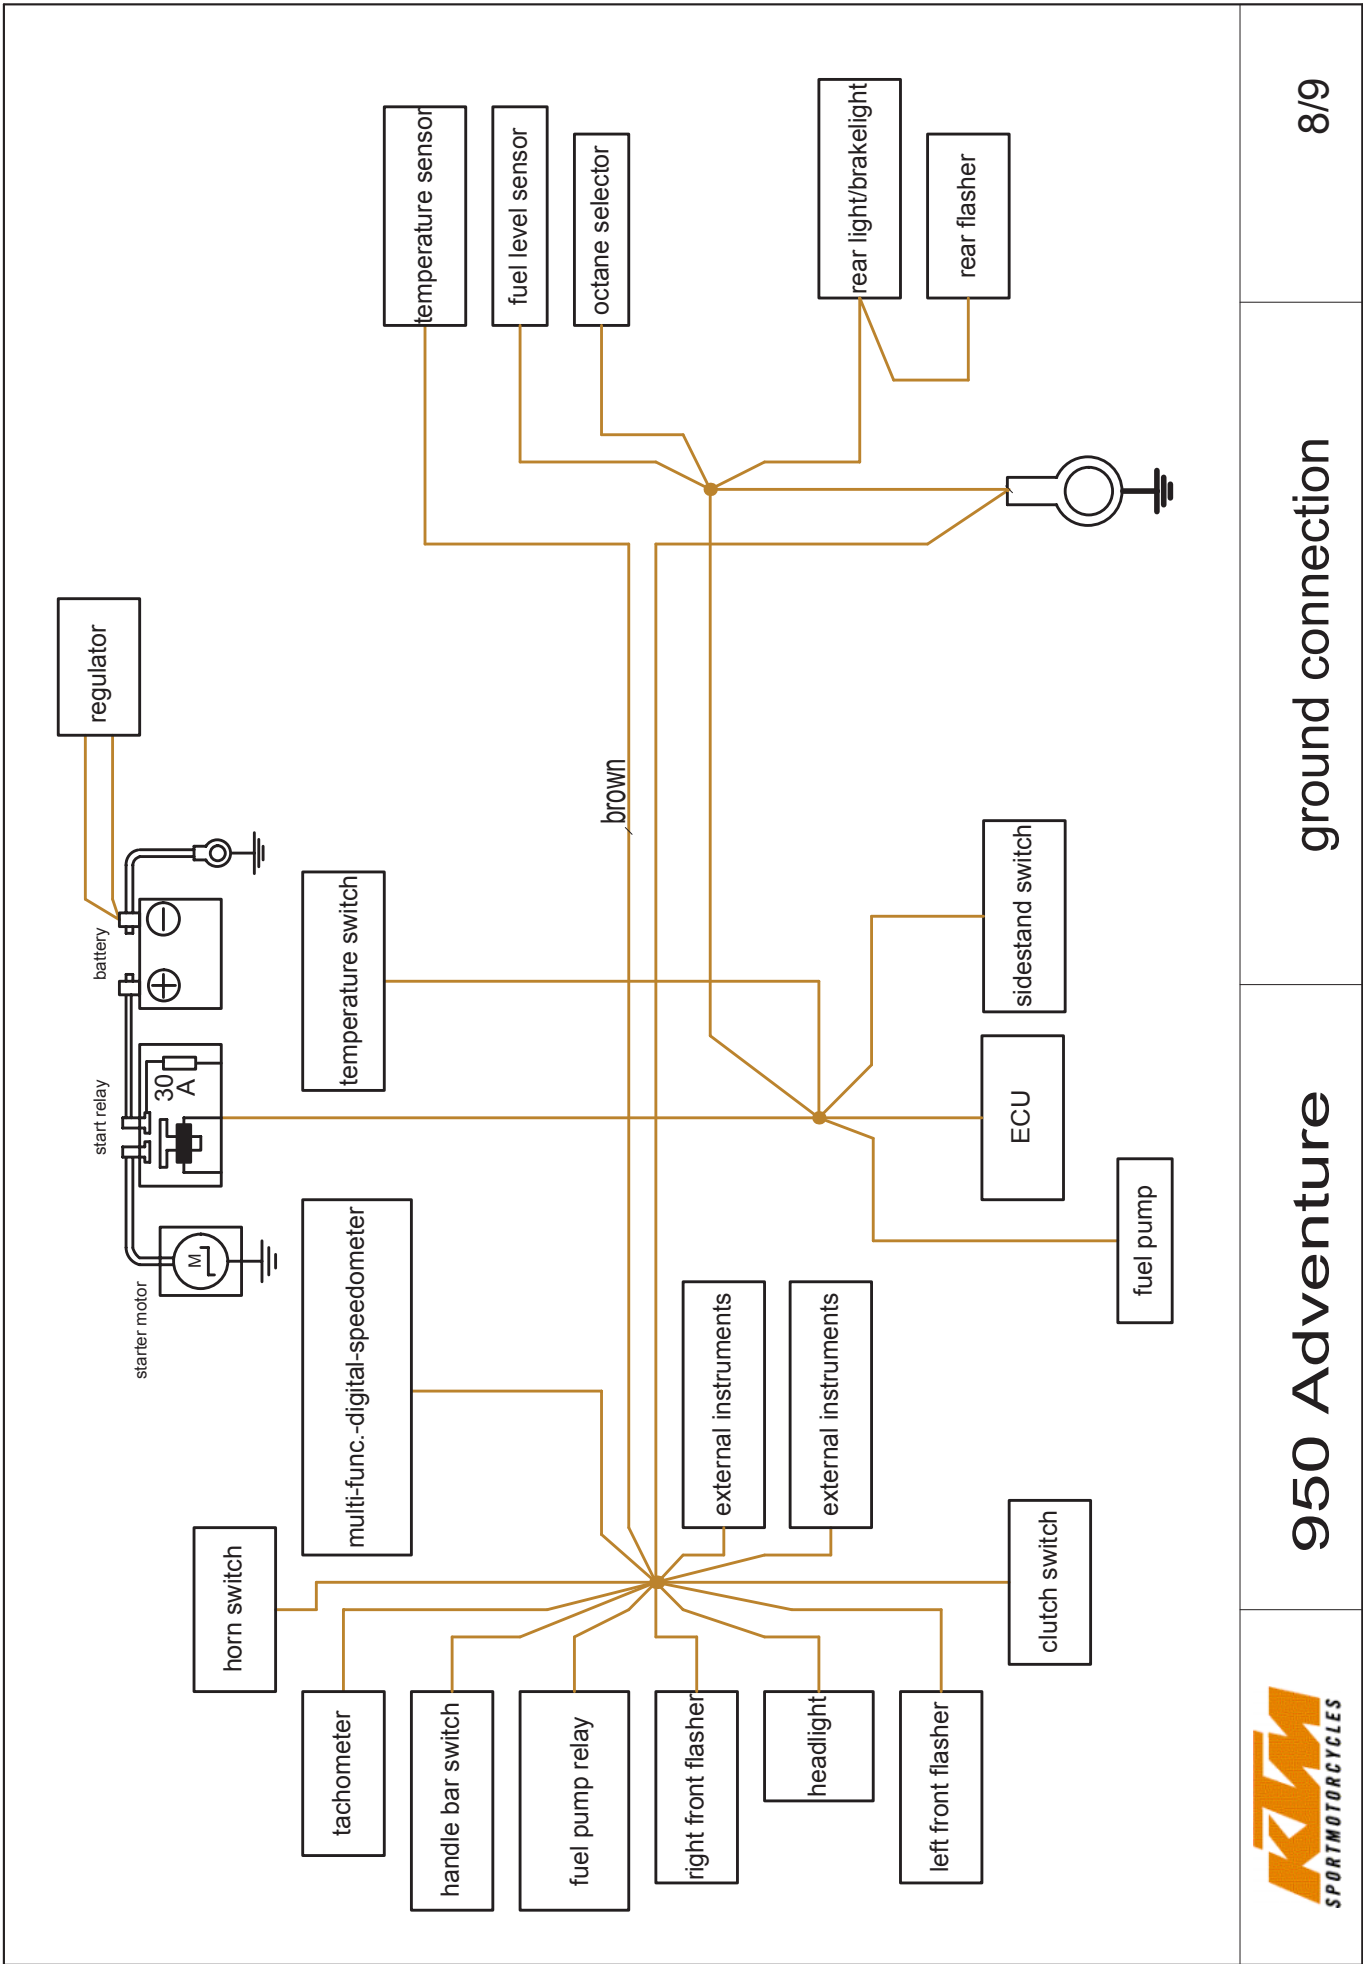 regulator
battery
start relay
30
A
starter motor
M
horn switch
tachometer
handle bar switch
fuel pump relay
right front flasher
headlight
left front flasher
multi-func.-digital-speedometer
external instruments
external instruments
clutch switch
temperature switch
brown
sidestand switch
ECU
fuel pump
temperature sensor
fuel level sensor
octane selector
rear light/brakelight
rear flasher
KTM
SPORTMOTORCYCLES
950 Adventure
ground connection
8/9